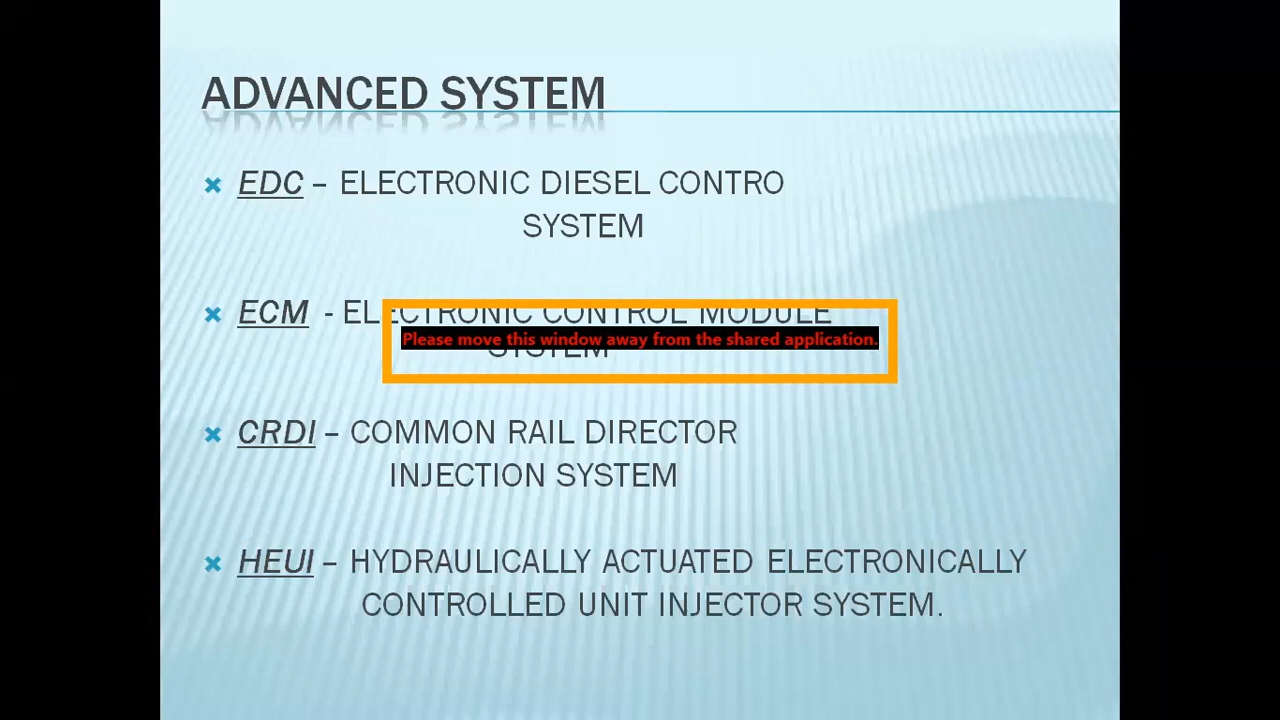 ADVANCED SYSTEM
EDC – ELECTRONIC DIESEL CONTRO
SYSTEM
ECM - ELECTRONIC CONTROL MODULE
Please move this window away from the shared application.
SYSTEM
CRDI – COMMON RAIL DIRECTOR
INJECTION SYSTEM
HEUI – HYDRAULICALLY ACTUATED ELECTRONICALLY
CONTROLLED UNIT INJECTOR SYSTEM.